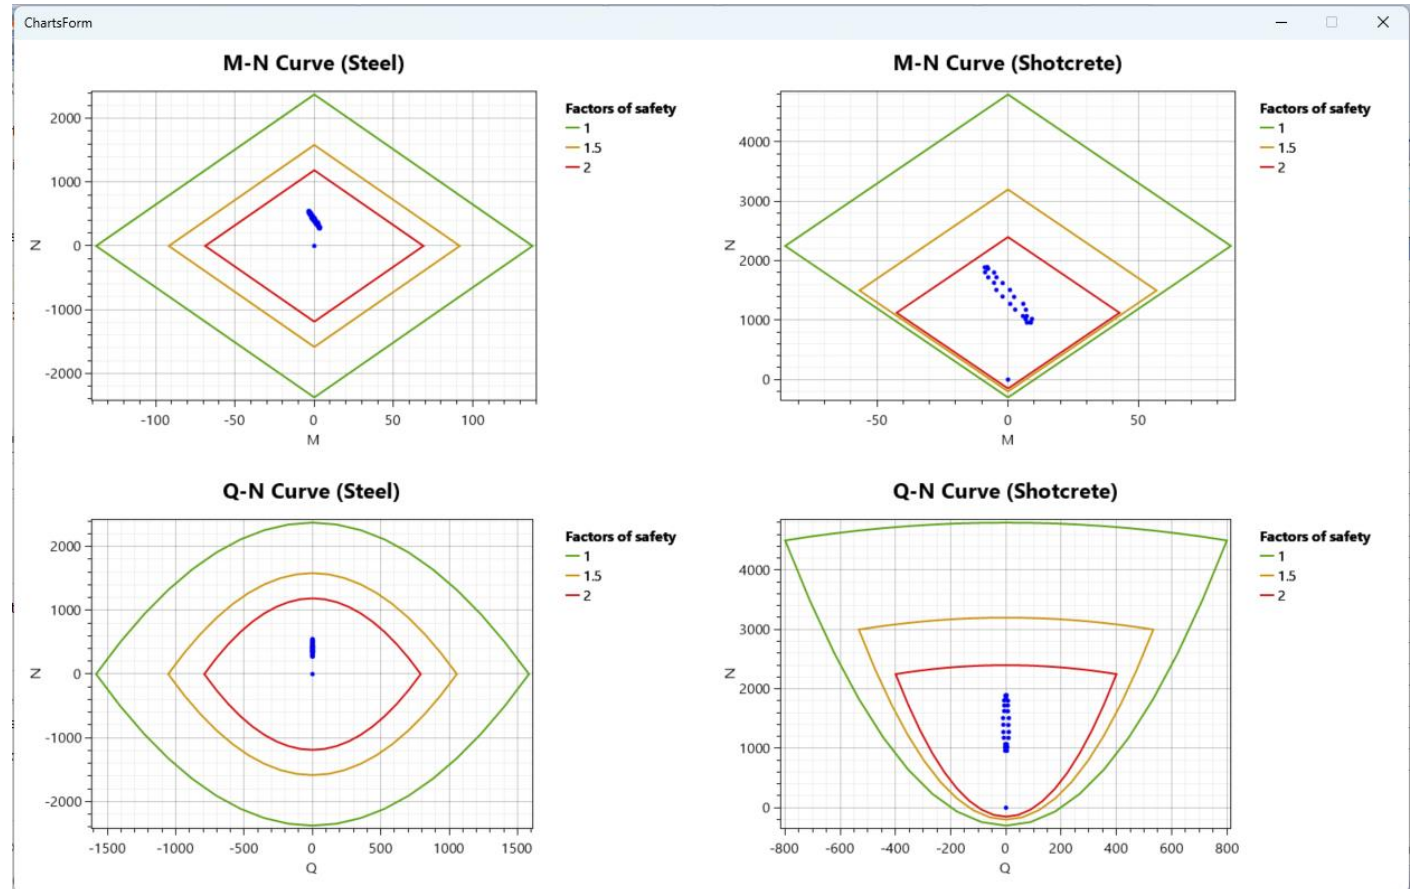 ChartsForm
M-N Curve (Steel)
2000
1000
0
-1000
-2000
N
-100 -50 0 50 100
M
Factors of safety
1
1.5
2
M-N Curve (Shotcrete)
4000
3000
2000
1000
0
N
-50 0 50
M
Factors of safety
1
1.5
2
Q-N Curve (Steel)
2000
1000
0
-1000
-2000
N
-1500 -1000 -500 0 500 1000 1500
Q
Factors of safety
1
1.5
2
Q-N Curve (Shotcrete)
4000
3000
2000
1000
0
N
-800 -600 -400 -200 0 200 400 600 800
Q
Factors of safety
1
1.5
2